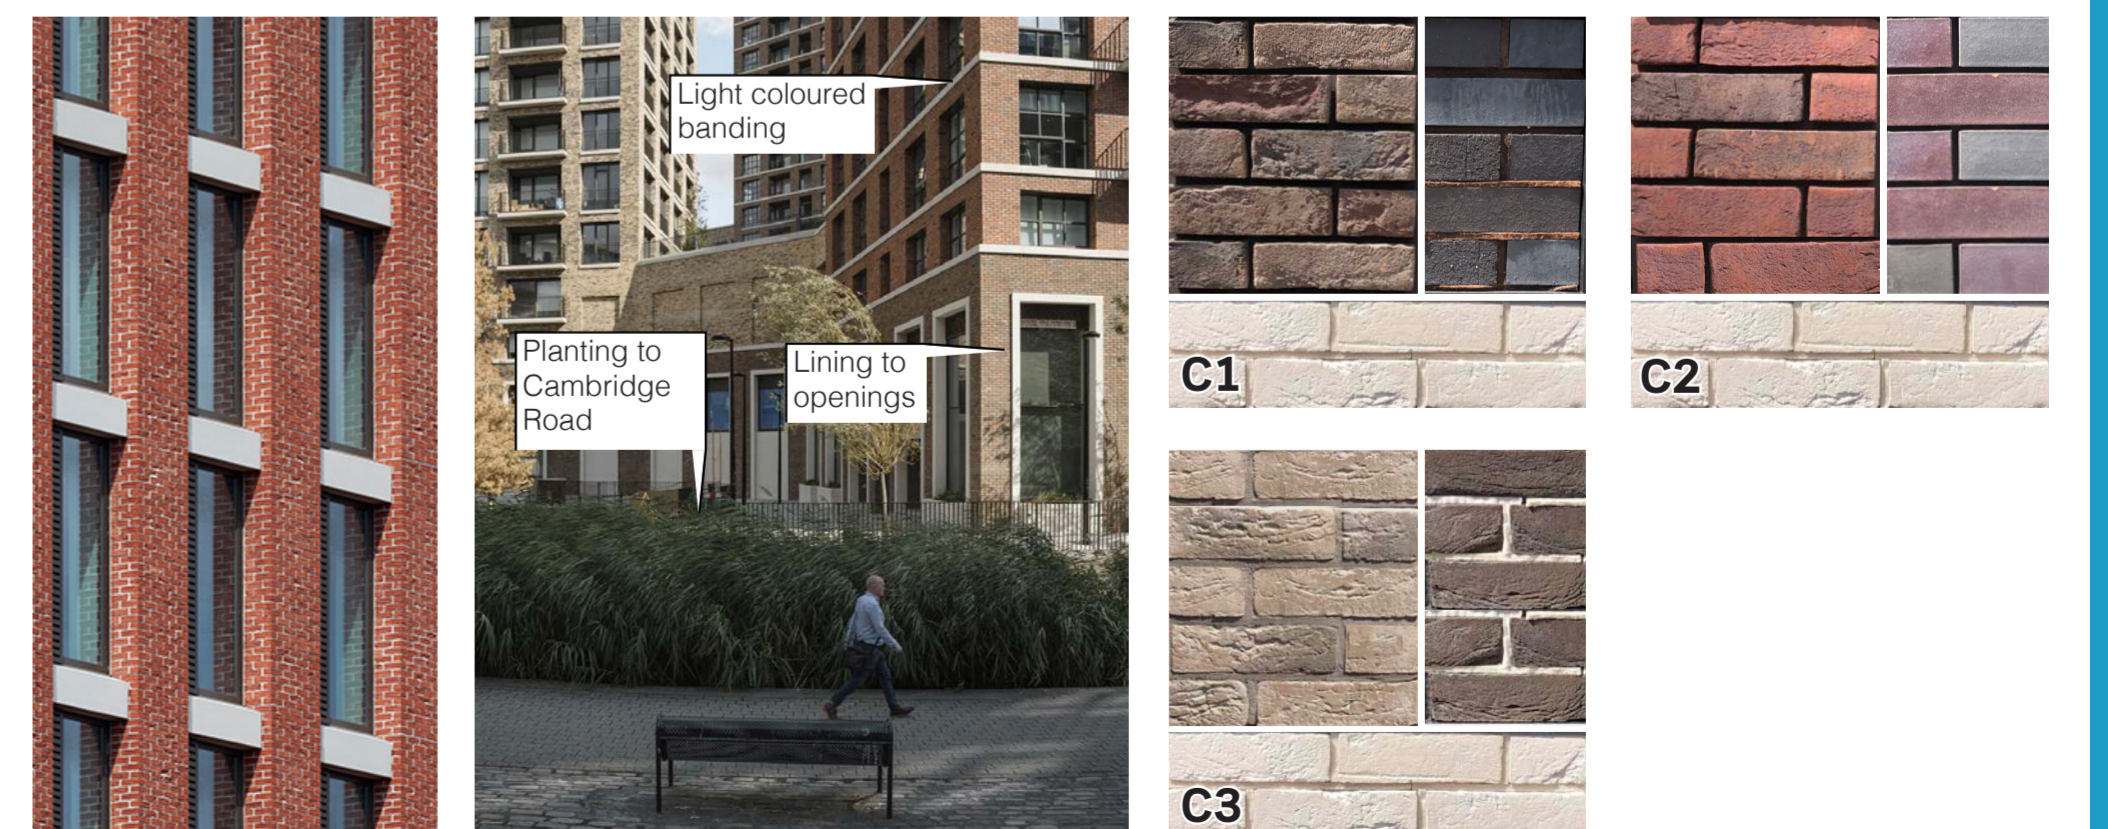 Light coloured
banding
Planting to
Cambridge
Road
Lining to
openings
C1
C2
C3